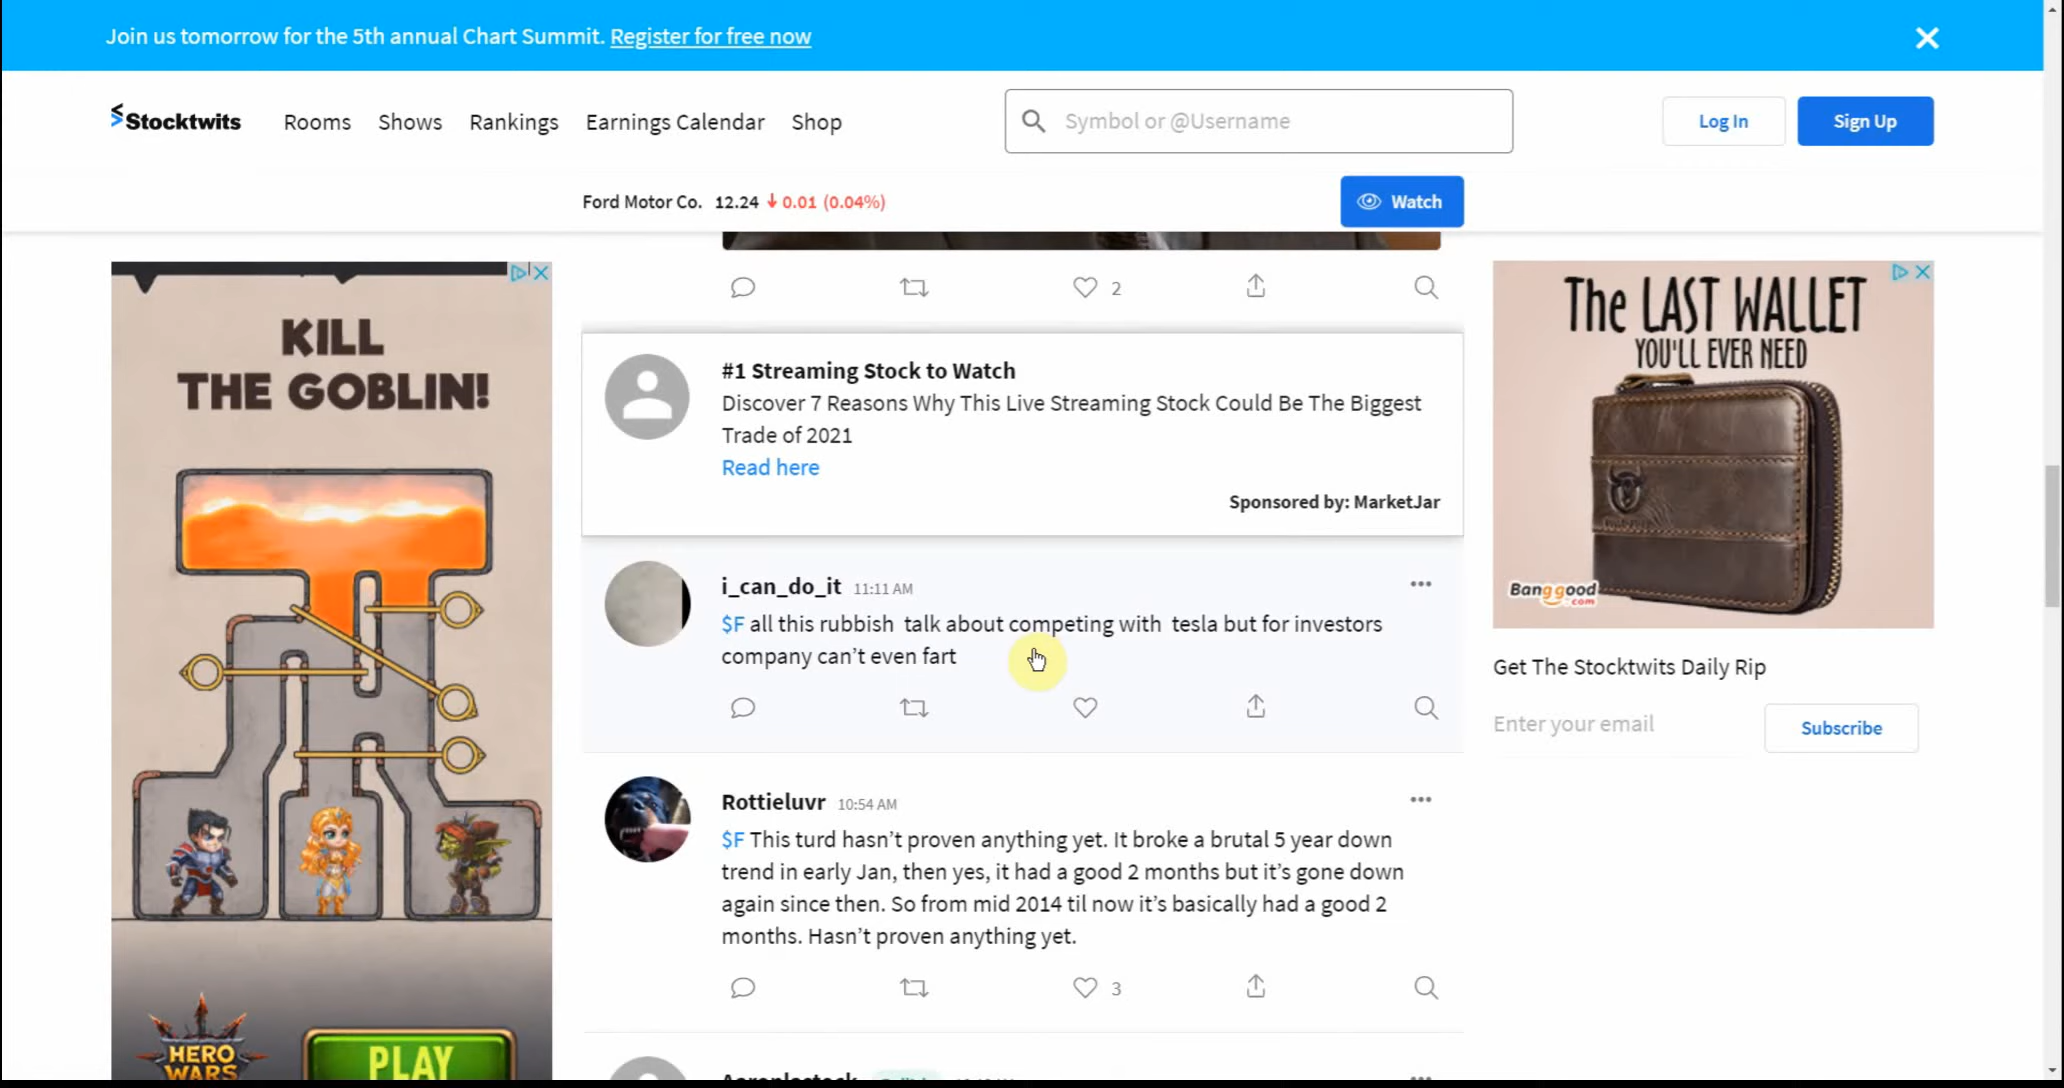 Join us tomorrow for the 5th annual Chart Summit. Register for free now
Stocktwits
Rooms
Shows
Rankings
Earnings Calendar
Shop
Symbol or @Username
Log In
Sign Up
Ford Motor Co. 12.24 ↓ 0.01 (0.04%)
Watch
KILL
THE GOBLIN!
HERO
WARS
PLAY
2
#1 Streaming Stock to Watch
Discover 7 Reasons Why This Live Streaming Stock Could Be The Biggest
Trade of 2021
Read here
Sponsored by: MarketJar
i_can_do_it 11:11 AM
$F all this rubbish talk about competing with tesla but for investors
company can't even fart
Rottieluvr 10:54 AM
$F This turd hasn't proven anything yet. It broke a brutal 5 year down
trend in early Jan, then yes, it had a good 2 months but it's gone down
again since then. So from mid 2014 til now it's basically had a good 2
months. Hasn't proven anything yet.
3
The LAST WALLET
YOU'LL EVER NEED
Banggood
.com
Get The Stocktwits Daily Rip
Enter your email
Subscribe